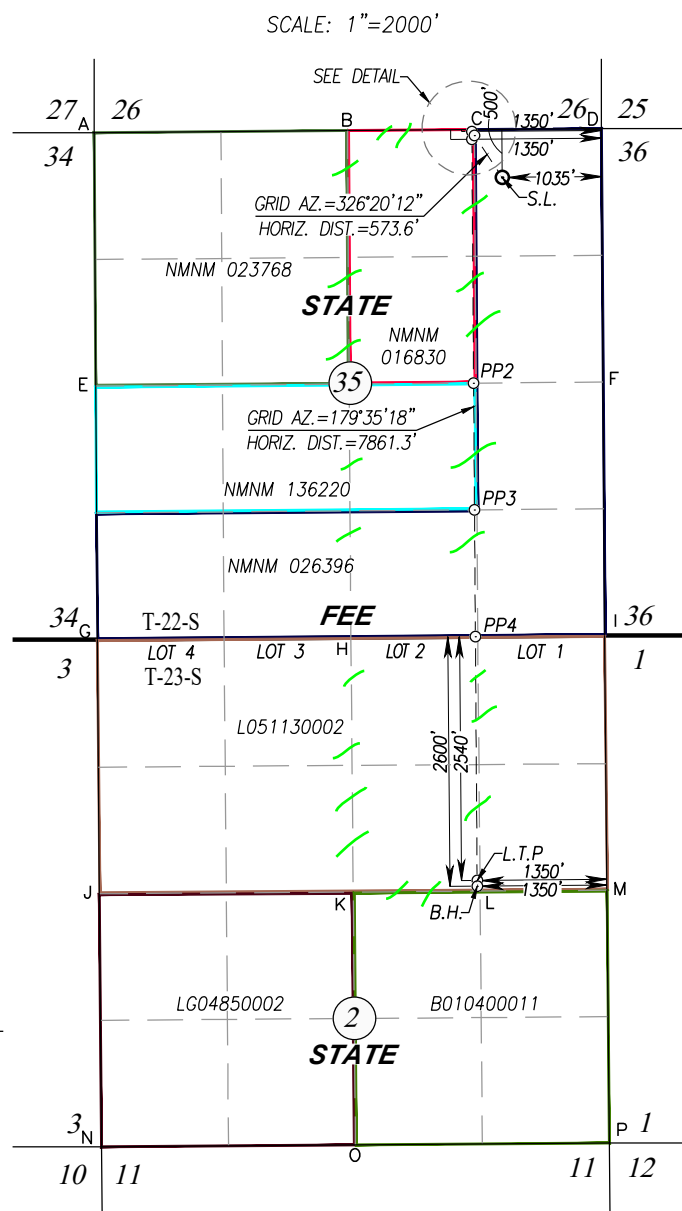 SCALE: 1"=2000'
SEE DETAIL
27 26
26 25
A B C D
34 36
500'
1350'
1350'
1035'
S.L.
GRID AZ.=326°20'12"
HORIZ. DIST.=573.6'
NMNM 023768
STATE
NMNM
016830
E 35 PP2 F
GRID AZ.=179°35'18"
HORIZ. DIST.=7861.3'
NMNM 136220
PP3
NMNM 026396
34 T-22-S FEE PP4 36
G H I
LOT 4 LOT 3 LOT 2 LOT 1
3 T-23-S 1
L051130002
2600'
2540'
L.T.P
1350'
1350'
J K B.H. L M
LG04850002 B010400011
2
STATE
3 N O P 1
10 11 11 12